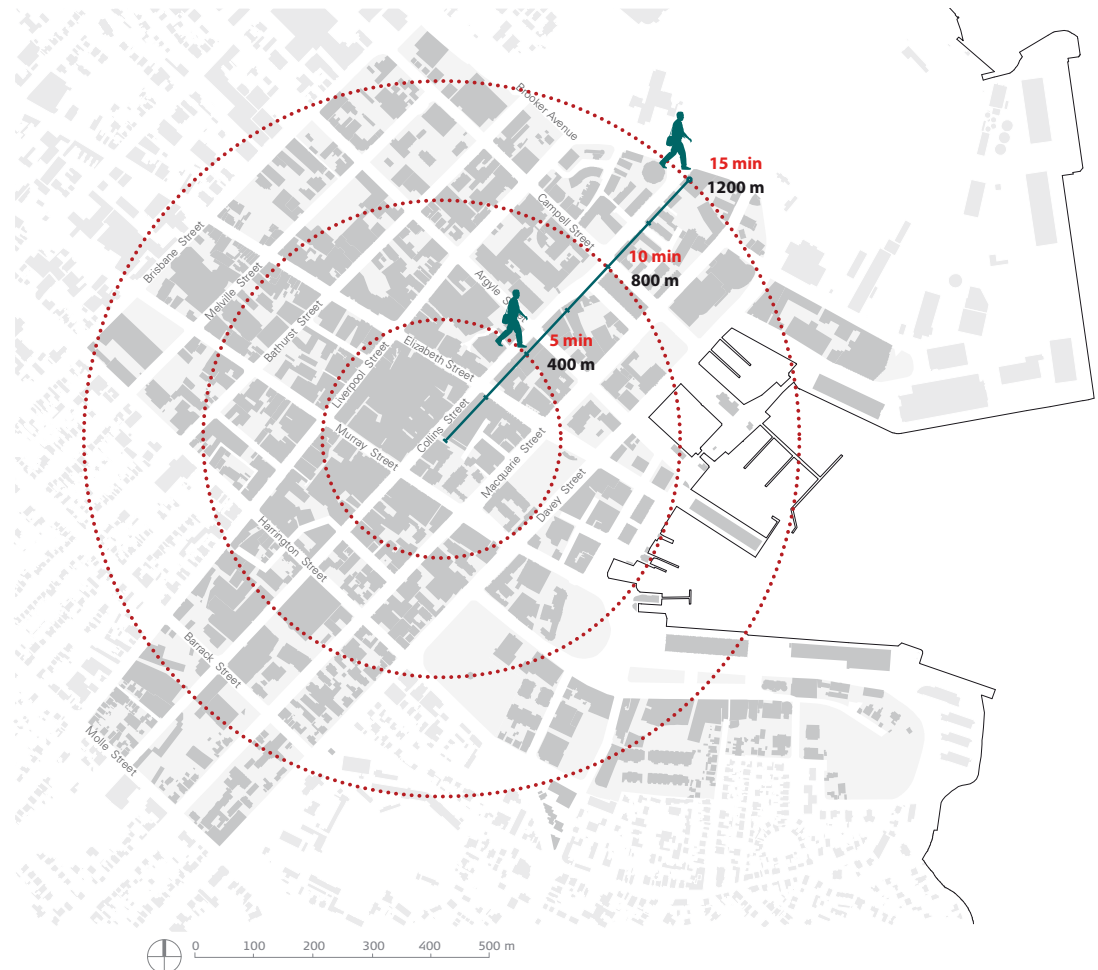 Brooker Avenue
15 min
1200 m
Campell Street
Brisbane Street
10 min
800 m
Melville Street
Argyle Street
Bathurst Street
5 min
400 m
Elizabeth Street
Liverpool Street
Collins Street
Murray Street
Macquarie Street
Davey Street
Harrington Street
Barrack Street
Molle Street
0 100 200 300 400 500 m